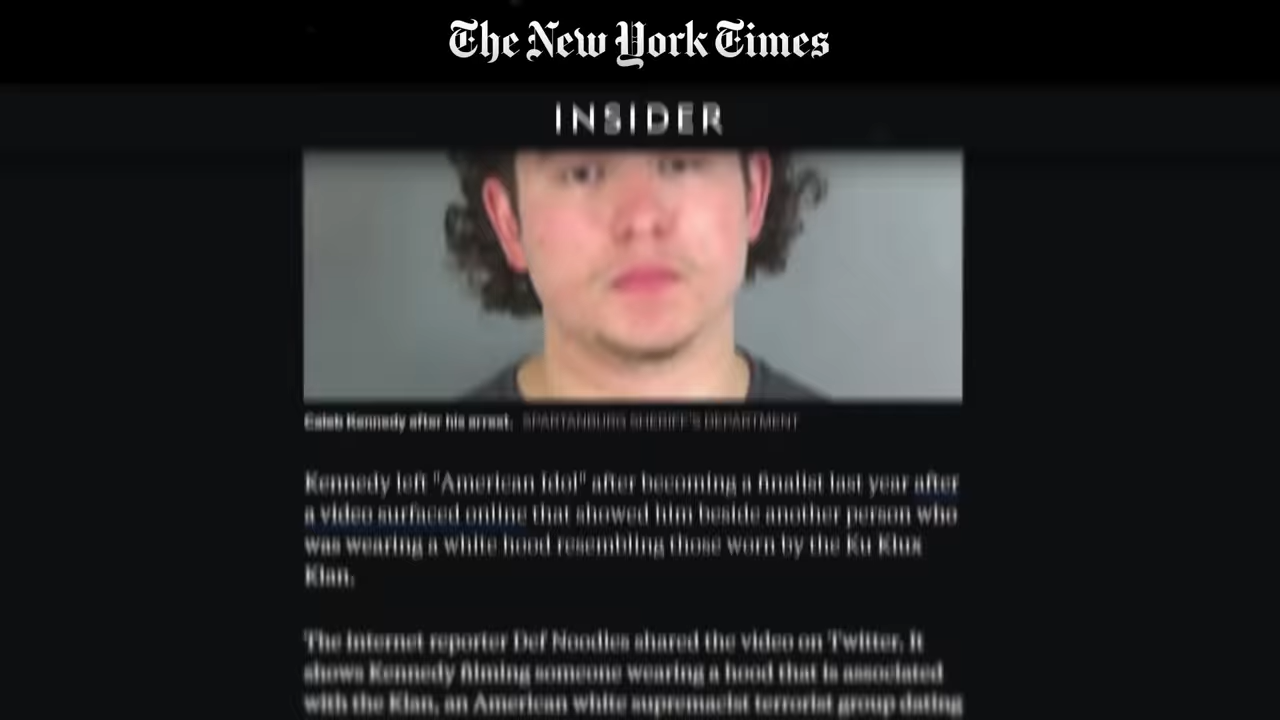 The New York Times
INSIDER
Caleb Kennedy after his arrest. SPARTANBURG SHERIFF'S DEPARTMENT
Kennedy left "American Idol" after becoming a finalist last year after
a video surfaced online that showed him beside another person who
was wearing a white hood resembling those worn by the Ku Klux
Klan.
The internet reporter Def Noodles shared the video on Twitter. It
shows Kennedy filming someone wearing a hood that is associated
with the Klan, an American white supremacist terrorist group dating